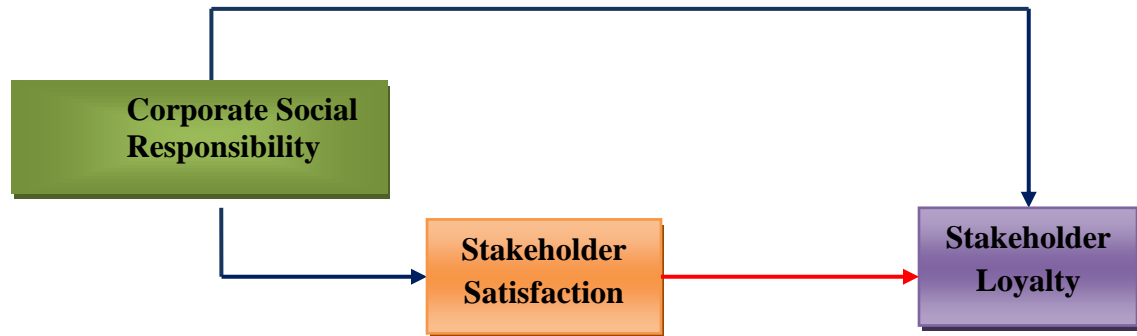 Corporate Social
Responsibility
Stakeholder
Satisfaction
Stakeholder
Loyalty